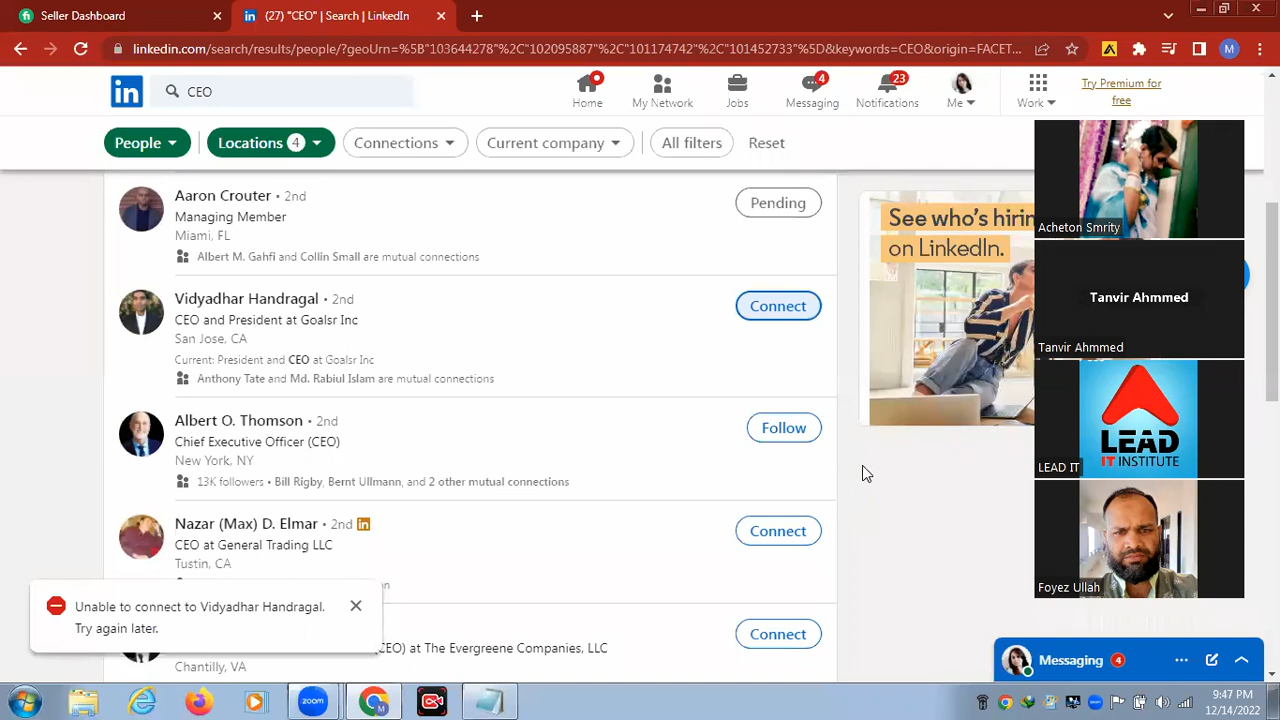 Seller Dashboard
(27) "CEO" | Search | LinkedIn
linkedin.com/search/results/people/?geoUrn=%5B"103644278"%2C"102095887"%2C"101174742"%2C"101452733"%5D&keywords=CEO&origin=FACET...
M
in
CEO
Home
My Network
Jobs
4
Messaging
23
Notifications
Me
Work
Try Premium for
free
People
Locations 4
Connections
Current company
All filters
Reset
Aaron Crouter • 2nd
Managing Member
Miami, FL
Albert M. Gahfi and Collin Small are mutual connections
Pending
Vidyadhar Handragal • 2nd
CEO and President at Goalsr Inc
San Jose, CA
Current: President and CEO at Goalsr Inc
Anthony Tate and Md. Rabiul Islam are mutual connections
Connect
Albert O. Thomson • 2nd
Chief Executive Officer (CEO)
New York, NY
13K followers • Bill Rigby, Bernt Ullmann, and 2 other mutual connections
Follow
Nazar (Max) D. Elmar • 2nd in
CEO at General Trading LLC
Tustin, CA
Connect
CEO) at The Evergreene Companies, LLC
Chantilly, VA
Connect
Unable to connect to Vidyadhar Handragal.
Try again later.
See who's hirin
on LinkedIn.
Acheton Smrity
Tanvir Ahmmed
Tanvir Ahmmed
LEAD
IT INSTITUTE
LEAD IT
Foyez Ullah
Messaging 4
zoom
9:47 PM
12/14/2022